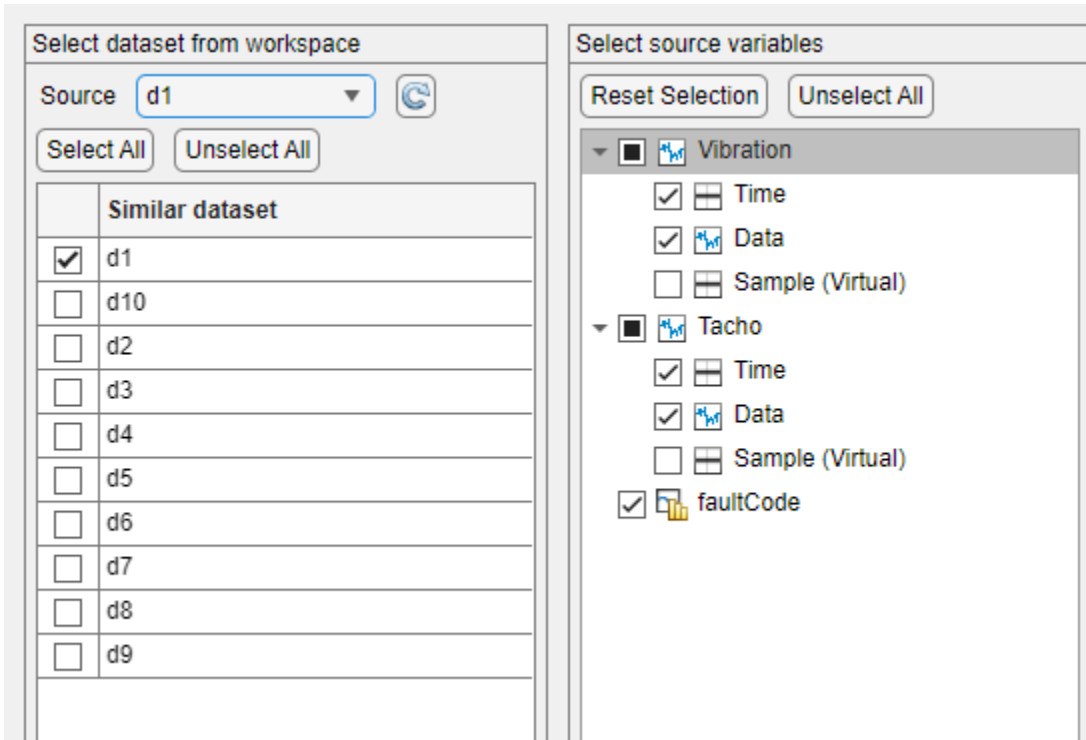 Select dataset from workspace
Source d1
Select All Unselect All
Similar dataset
d1
d10
d2
d3
d4
d5
d6
d7
d8
d9
Select source variables
Reset Selection Unselect All
Vibration
Time
Data
Sample (Virtual)
Tacho
Time
Data
Sample (Virtual)
faultCode